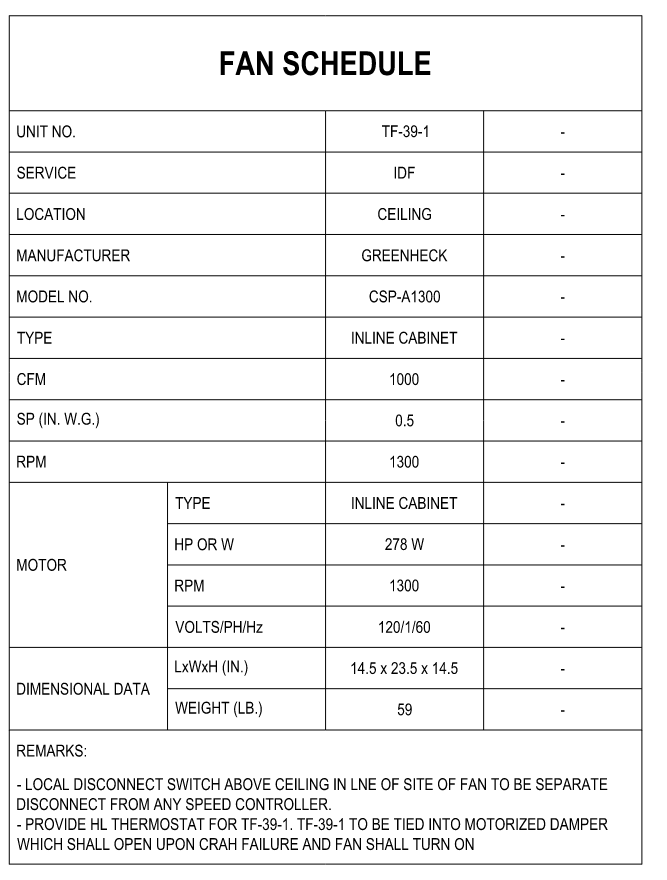 FAN SCHEDULE
UNIT NO. TF-39-1 -
SERVICE IDF -
LOCATION CEILING -
MANUFACTURER GREENHECK -
MODEL NO. CSP-A1300 -
TYPE INLINE CABINET -
CFM 1000 -
SP (IN. W.G.) 0.5 -
RPM 1300 -
MOTOR
TYPE INLINE CABINET -
HP OR W 278 W -
RPM 1300 -
VOLTS/PH/Hz 120/1/60 -
DIMENSIONAL DATA
LxWxH (IN.) 14.5 x 23.5 x 14.5 -
WEIGHT (LB.) 59 -
REMARKS:
- LOCAL DISCONNECT SWITCH ABOVE CEILING IN LNE OF SITE OF FAN TO BE SEPARATE
DISCONNECT FROM ANY SPEED CONTROLLER.
- PROVIDE HL THERMOSTAT FOR TF-39-1. TF-39-1 TO BE TIED INTO MOTORIZED DAMPER
WHICH SHALL OPEN UPON CRAH FAILURE AND FAN SHALL TURN ON